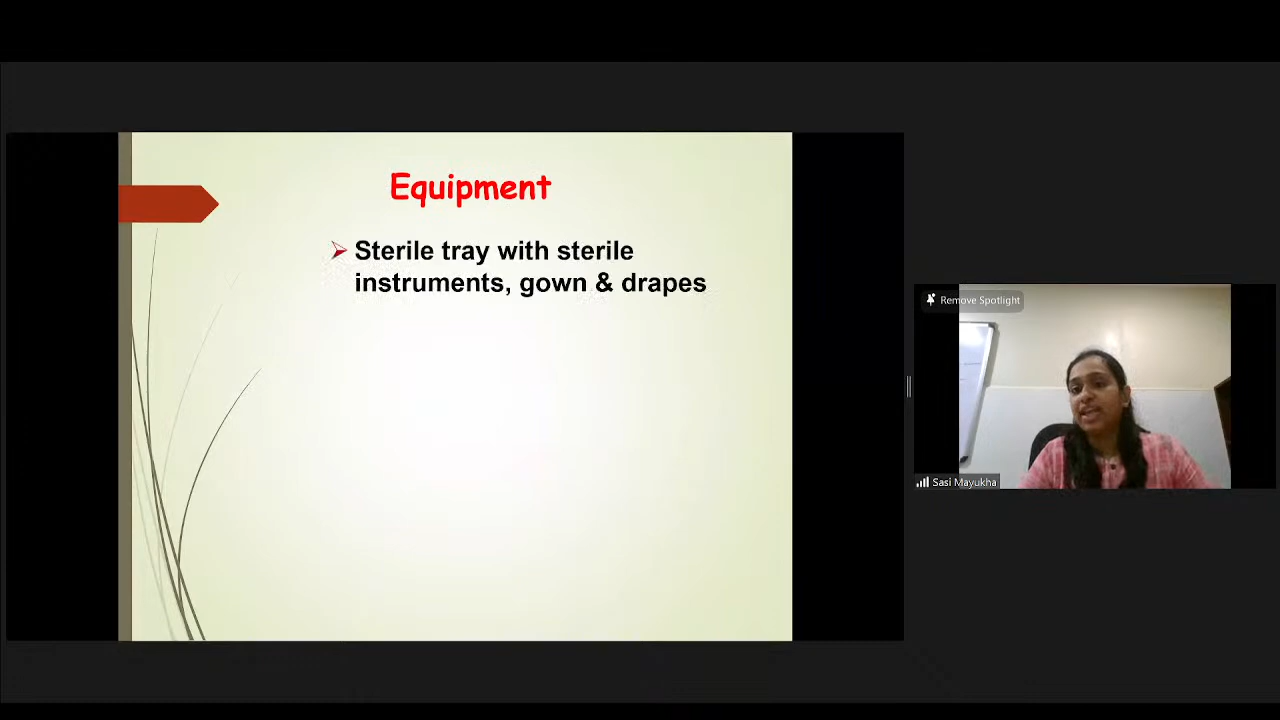 Equipment
Sterile tray with sterile
instruments, gown & drapes
Remove Spotlight
Sasi Mayukha